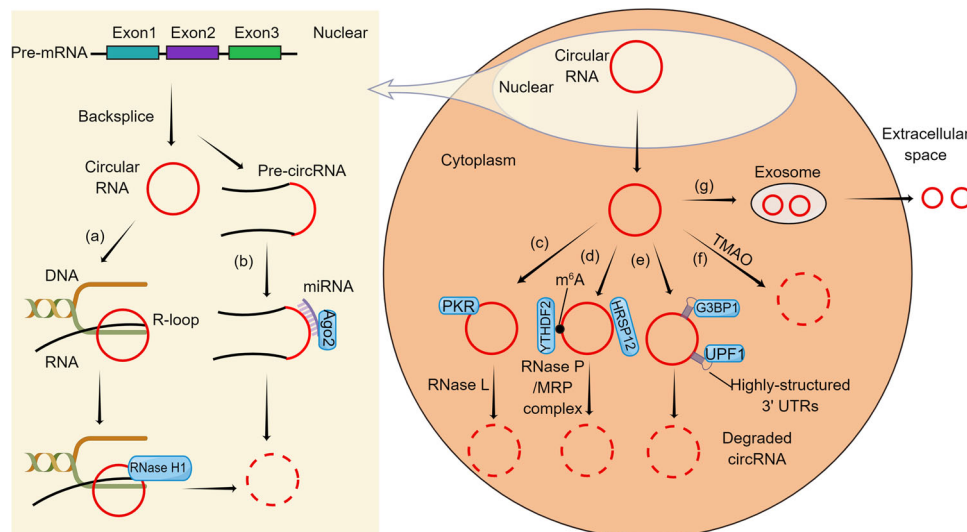 Exon1 Exon2 Exon3
Nuclear
Pre-mRNA
Backsplice
Circular
RNA
Pre-circRNA
(a)
(b)
DNA
miRNA
Ago2
R-loop
RNA
RNase H1
Circular
RNA
Nuclear
Cytoplasm
Extracellular
space
Exosome
(g)
(c)
(d)
(e)
(f)
TMAO
m⁶A
PKR
YTHDF2
HRSP12
G3BP1
UPF1
RNase L
RNase P
/MRP
complex
Highly-structured
3' UTRs
Degraded
circRNA